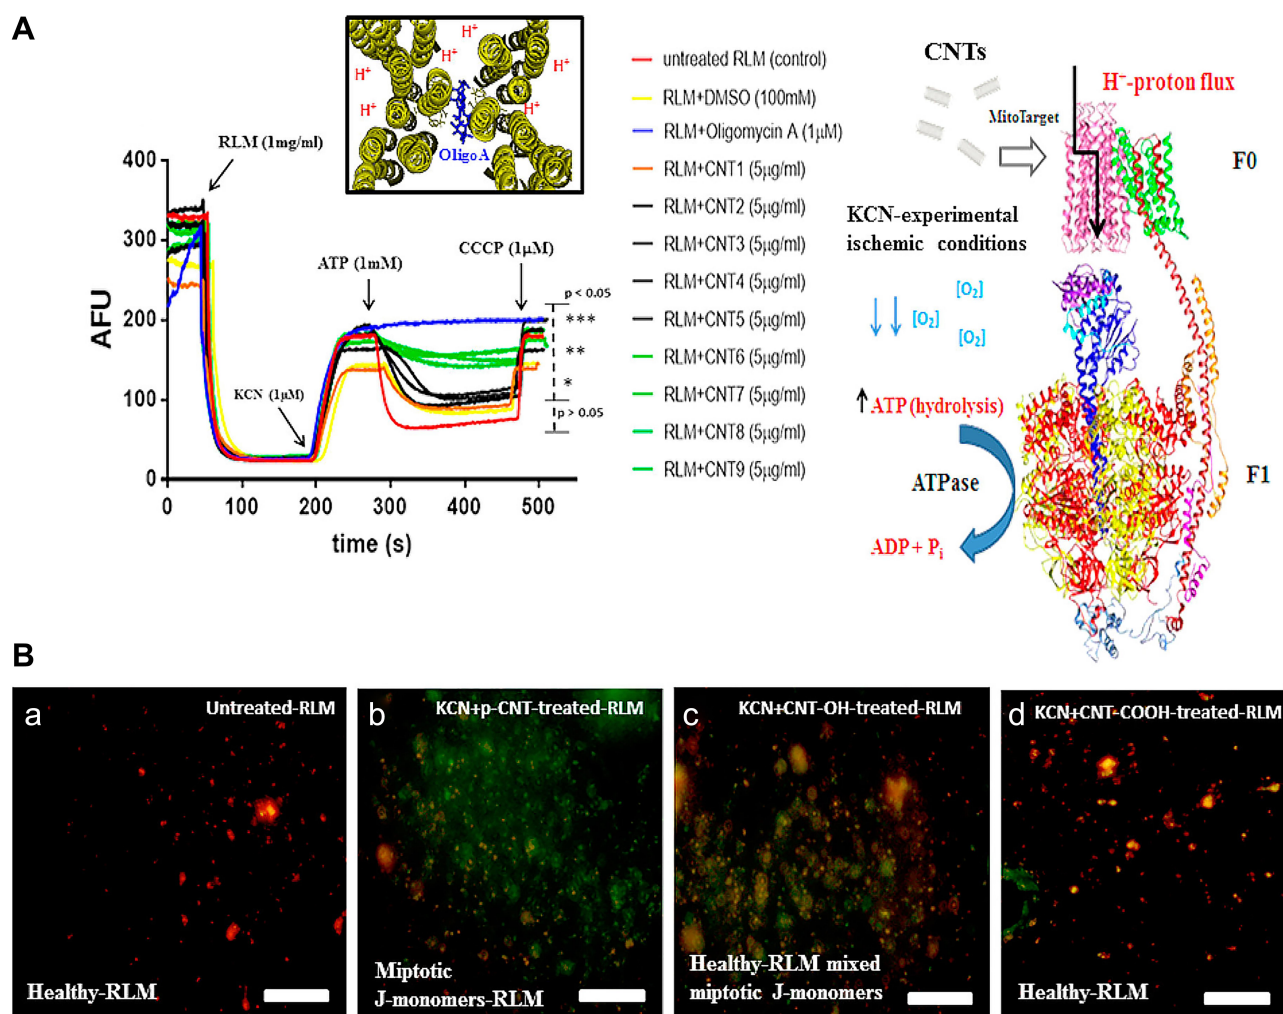 A
H+
H+
H+
H+
H+
H+
H+
OligoA
RLM (1mg/ml)
ATP (1mM)
CCCP (1µM)
KCN (1µM)
p < 0.05
***
**
*
p > 0.05
400
300
200
100
0
AFU
0
100
200
300
400
500
time (s)
untreated RLM (control)
RLM+DMSO (100mM)
RLM+Oligomycin A (1µM)
RLM+CNT1 (5µg/ml)
RLM+CNT2 (5µg/ml)
RLM+CNT3 (5µg/ml)
RLM+CNT4 (5µg/ml)
RLM+CNT5 (5µg/ml)
RLM+CNT6 (5µg/ml)
RLM+CNT7 (5µg/ml)
RLM+CNT8 (5µg/ml)
RLM+CNT9 (5µg/ml)
CNTs
H+-proton flux
MitoTarget
F0
KCN-experimental
ischemic conditions
[O2]
[O2]
[O2]
ATP (hydrolysis)
ATPase
F1
ADP + Pi
B
a
Untreated-RLM
Healthy-RLM
b
KCN+p-CNT-treated-RLM
Miptotic
J-monomers-RLM
c
KCN+CNT-OH-treated-RLM
Healthy-RLM mixed
miptotic J-monomers
d
KCN+CNT-COOH-treated-RLM
Healthy-RLM